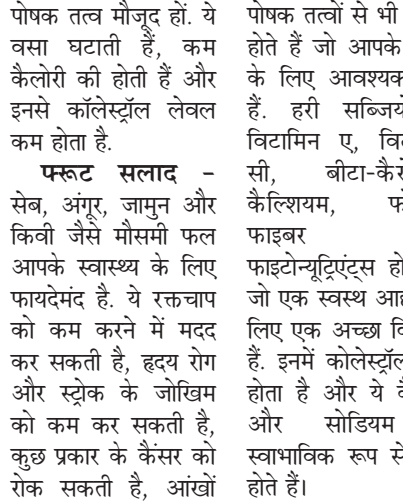 पोषक तत्व मौजूद हों. ये
वसा घटाती हैं, कम
कैलोरी की होती हैं और
इनसे कॉलेस्ट्रॉल लेवल
कम होता है.
फ्रूट सलाद –
सेब, अंगूर, जामुन और
किवी जैसे मौसमी फल
आपके स्वास्थ्य के लिए
फायदेमंद है. ये रक्तचाप
को कम करने में मदद
कर सकती है, हृदय रोग
और स्ट्रोक के जोखिम
को कम कर सकती है,
कुछ प्रकार के कैंसर को
रोक सकती है, आंखों
पोषक तत्वों से भी
होते हैं जो आपके
के लिए आवश्यक
हैं. हरी
विटामिन ए,
सी,
कैल्शियम,
फाइबर
फाइटोन्यूट्रिएंट्स
जो एक स्वस्थ
लिए एक अच्छा
हैं. इनमें
होता है और ये
और सोडियम
स्वाभाविक रूप
होते हैं।